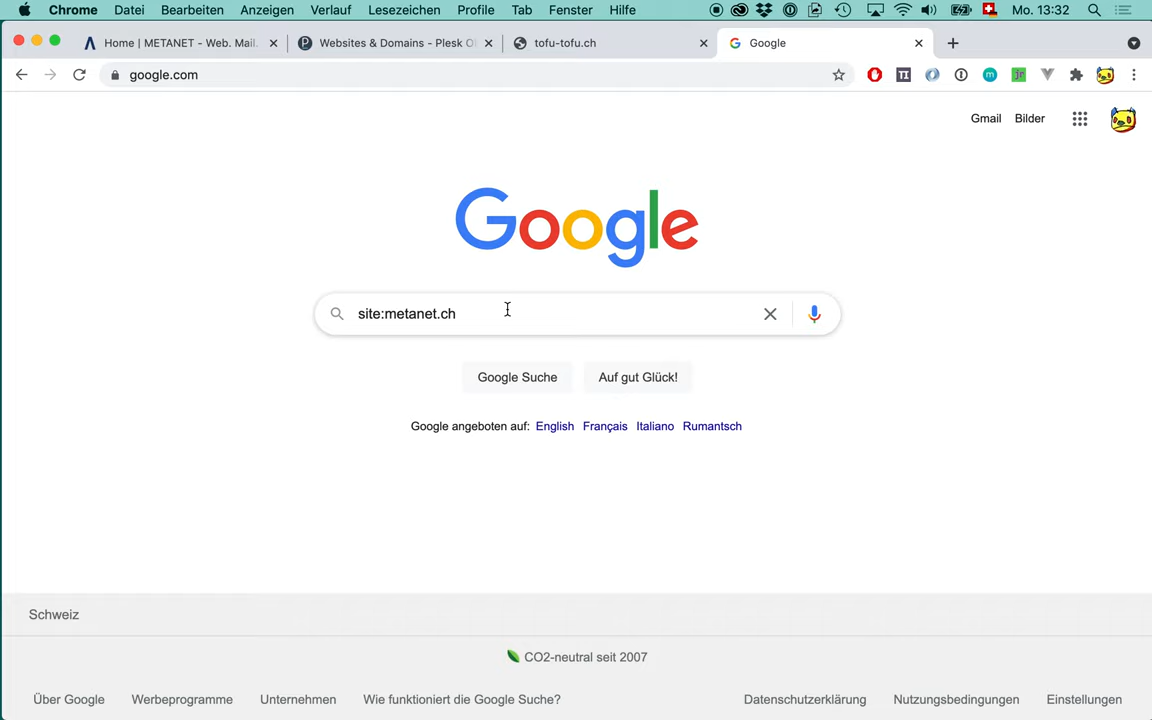 Chrome Datei Bearbeiten Anzeigen Verlauf Lesezeichen Profile Tab Fenster Hilfe Mo. 13:32
Home | METANET - Web. Mail. Websites & Domains - Plesk O tofu-tofu.ch Google
google.com
Gmail Bilder
Google
site:metanet.ch
Google Suche Auf gut Glück!
Google angeboten auf: English Français Italiano Rumantsch
Schweiz
CO2-neutral seit 2007
Über Google Werbeprogramme Unternehmen Wie funktioniert die Google Suche? Datenschutzerklärung Nutzungsbedingungen Einstellungen